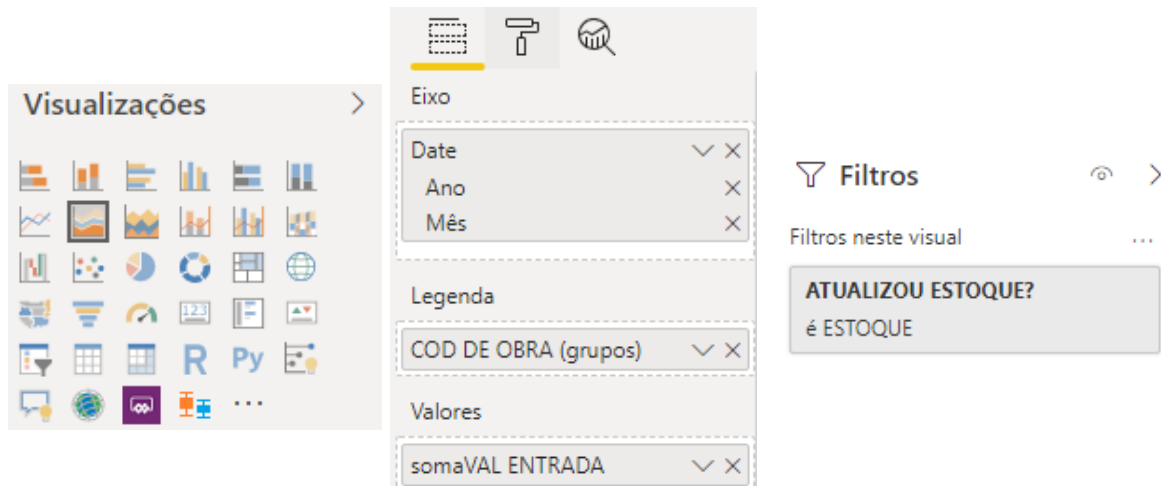 Visualizações
123
R
Py
Eixo
Date
Ano
Mês
Legenda
COD DE OBRA (grupos)
Valores
somaVAL ENTRADA
Filtros
Filtros neste visual
...
ATUALIZOU ESTOQUE?
é ESTOQUE